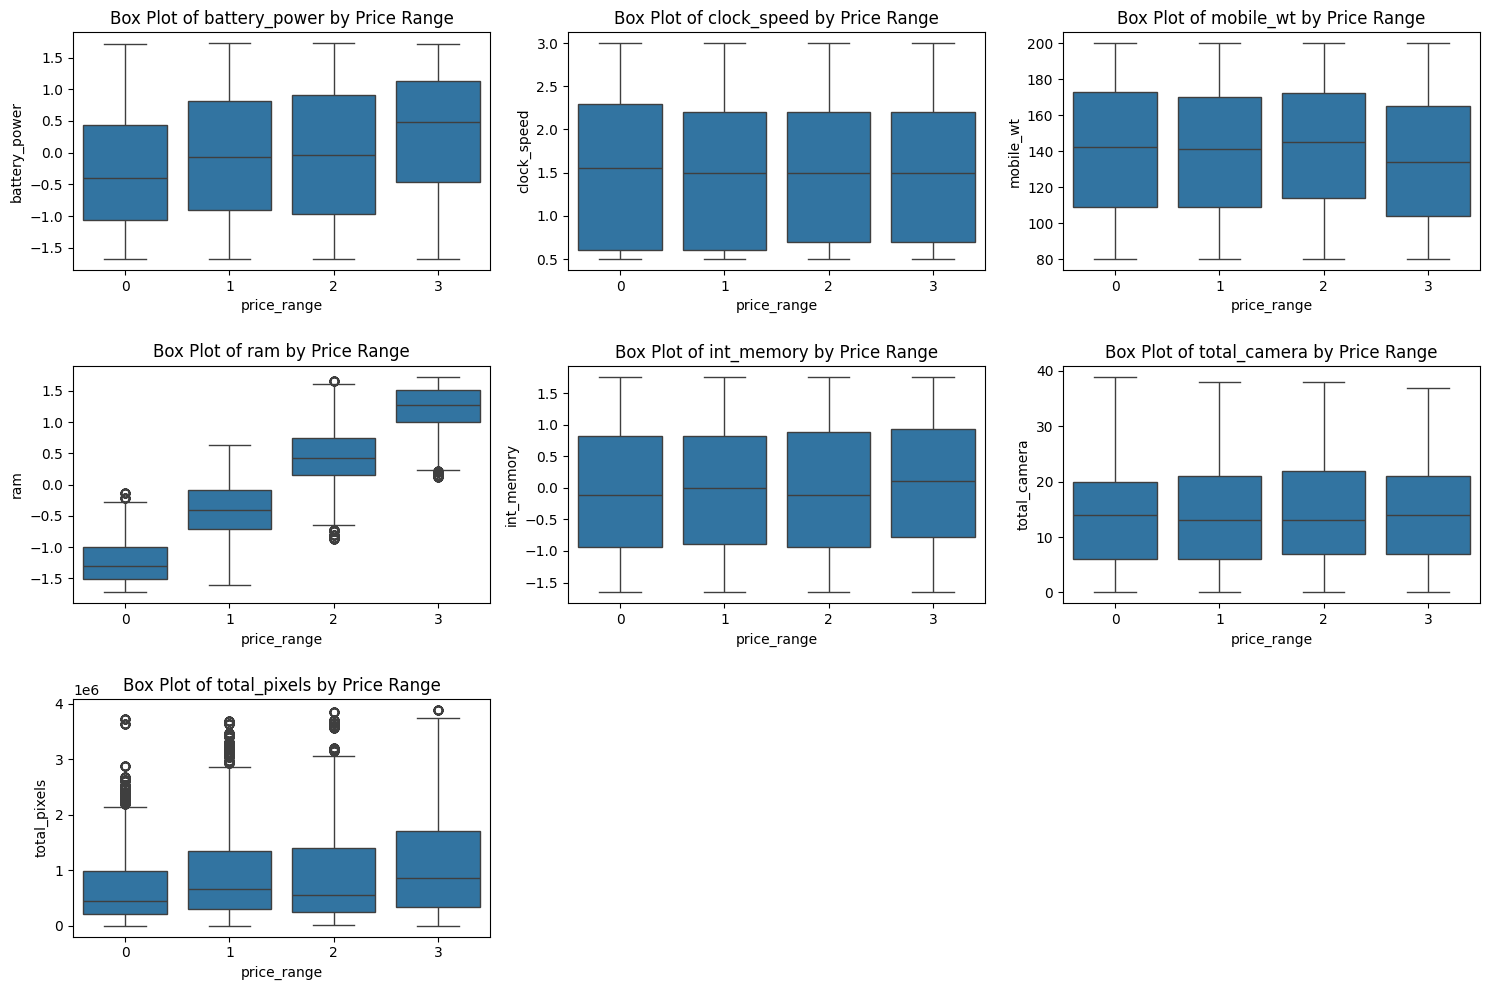 Box Plot of battery_power by Price Range
battery_power
1.5
1.0
0.5
0.0
−0.5
−1.0
−1.5
0 1 2 3
price_range
Box Plot of clock_speed by Price Range
clock_speed
3.0
2.5
2.0
1.5
1.0
0.5
0 1 2 3
price_range
Box Plot of mobile_wt by Price Range
mobile_wt
200
180
160
140
120
100
80
0 1 2 3
price_range
Box Plot of ram by Price Range
ram
1.5
1.0
0.5
0.0
−0.5
−1.0
−1.5
0 1 2 3
price_range
Box Plot of int_memory by Price Range
int_memory
1.5
1.0
0.5
0.0
−0.5
−1.0
−1.5
0 1 2 3
price_range
Box Plot of total_camera by Price Range
total_camera
40
30
20
10
0
0 1 2 3
price_range
Box Plot of total_pixels by Price Range
1e6
total_pixels
4
3
2
1
0
0 1 2 3
price_range